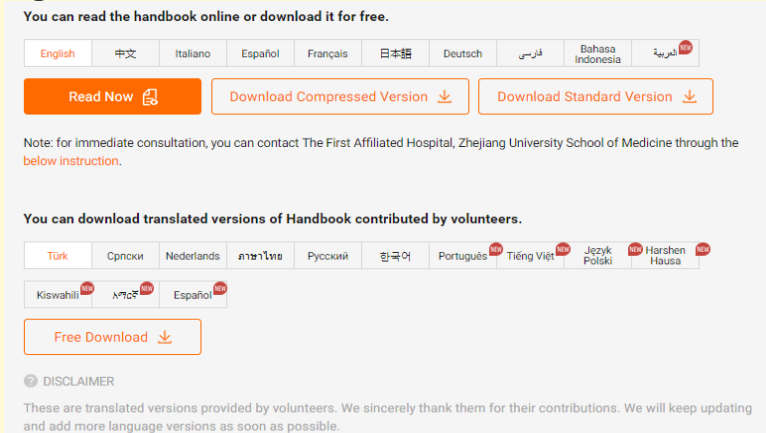 You can read the handbook online or download it for free.
English 中文 Italiano Español Français 日本語 Deutsch فارسی Bahasa Indonesia العربية NEW
Read Now Download Compressed Version Download Standard Version
Note: for immediate consultation, you can contact The First Affiliated Hospital, Zhejiang University School of Medicine through the
below instruction.
You can download translated versions of Handbook contributed by volunteers.
Türk Српски Nederlands ภาษาไทย Русский 한국어 Português NEW Tiếng Việt NEW Język Polski NEW Harshen Hausa NEW
Kiswahili NEW አማርኛ NEW Español NEW
Free Download
? DISCLAIMER
These are translated versions provided by volunteers. We sincerely thank them for their contributions. We will keep updating
and add more language versions as soon as possible.